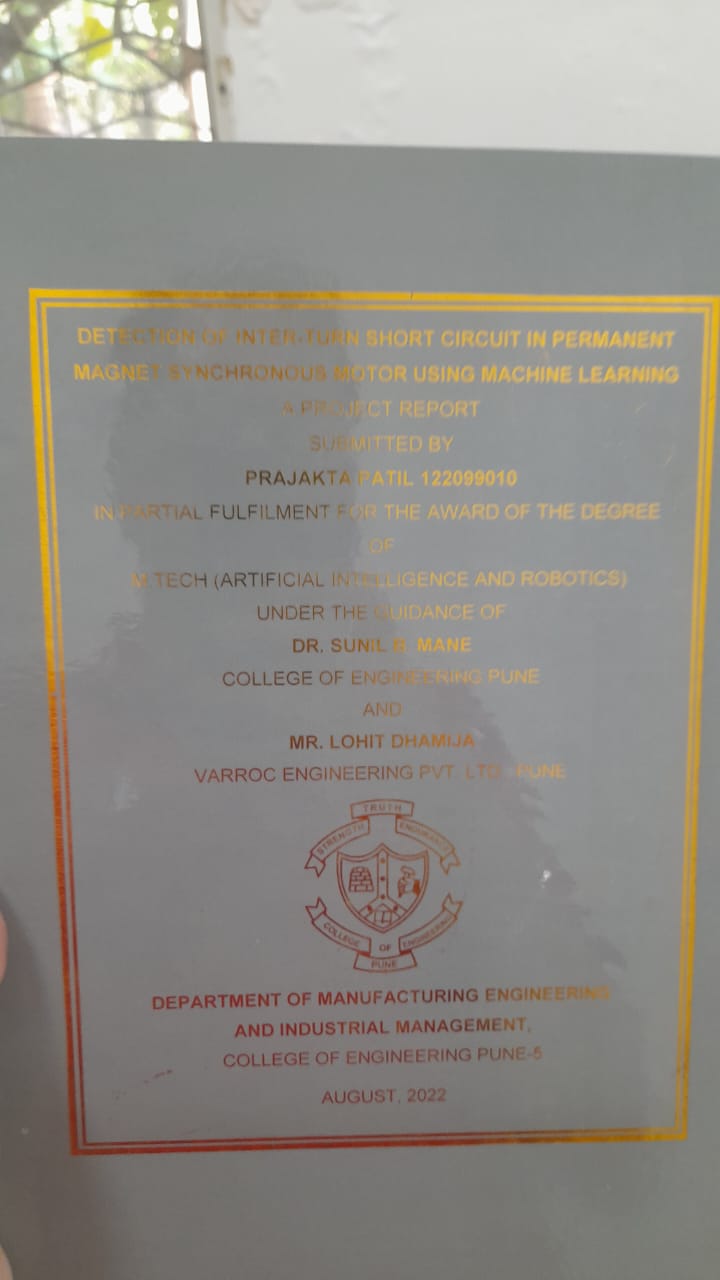 DETECTION OF INTER-TURN SHORT CIRCUIT IN PERMANENT
MAGNET SYNCHRONOUS MOTOR USING MACHINE LEARNING
A PROJECT REPORT
SUBMITTED BY
PRAJAKTA PATIL 122099010
IN PARTIAL FULFILMENT FOR THE AWARD OF THE DEGREE
OF
M.TECH (ARTIFICIAL INTELLIGENCE AND ROBOTICS)
UNDER THE GUIDANCE OF
DR. SUNIL B. MANE
COLLEGE OF ENGINEERING PUNE
AND
MR. LOHIT DHAMIJA
VARROC ENGINEERING PVT. LTD., PUNE
TRUTH
STRENGTH
ENDURANCE
COLLEGE
OF
ENGINEERING
PUNE
DEPARTMENT OF MANUFACTURING ENGINEERING
AND INDUSTRIAL MANAGEMENT,
COLLEGE OF ENGINEERING PUNE-5
AUGUST, 2022